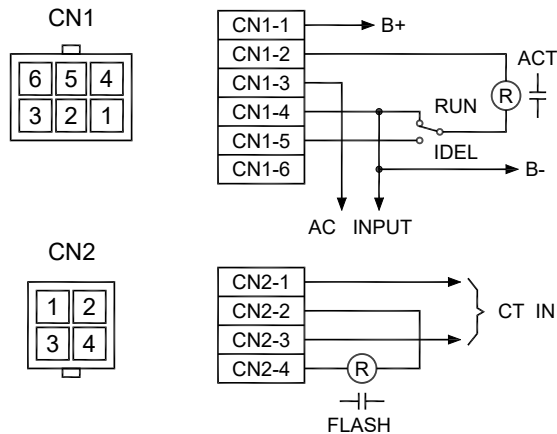 CN1
6 5 4
3 2 1
CN1-1
B+
CN1-2
ACT
CN1-3
R
CN1-4
RUN
CN1-5
IDEL
CN1-6
B-
AC INPUT
CN2
1 2
3 4
CN2-1
CN2-2
CT IN
CN2-3
CN2-4
R
FLASH